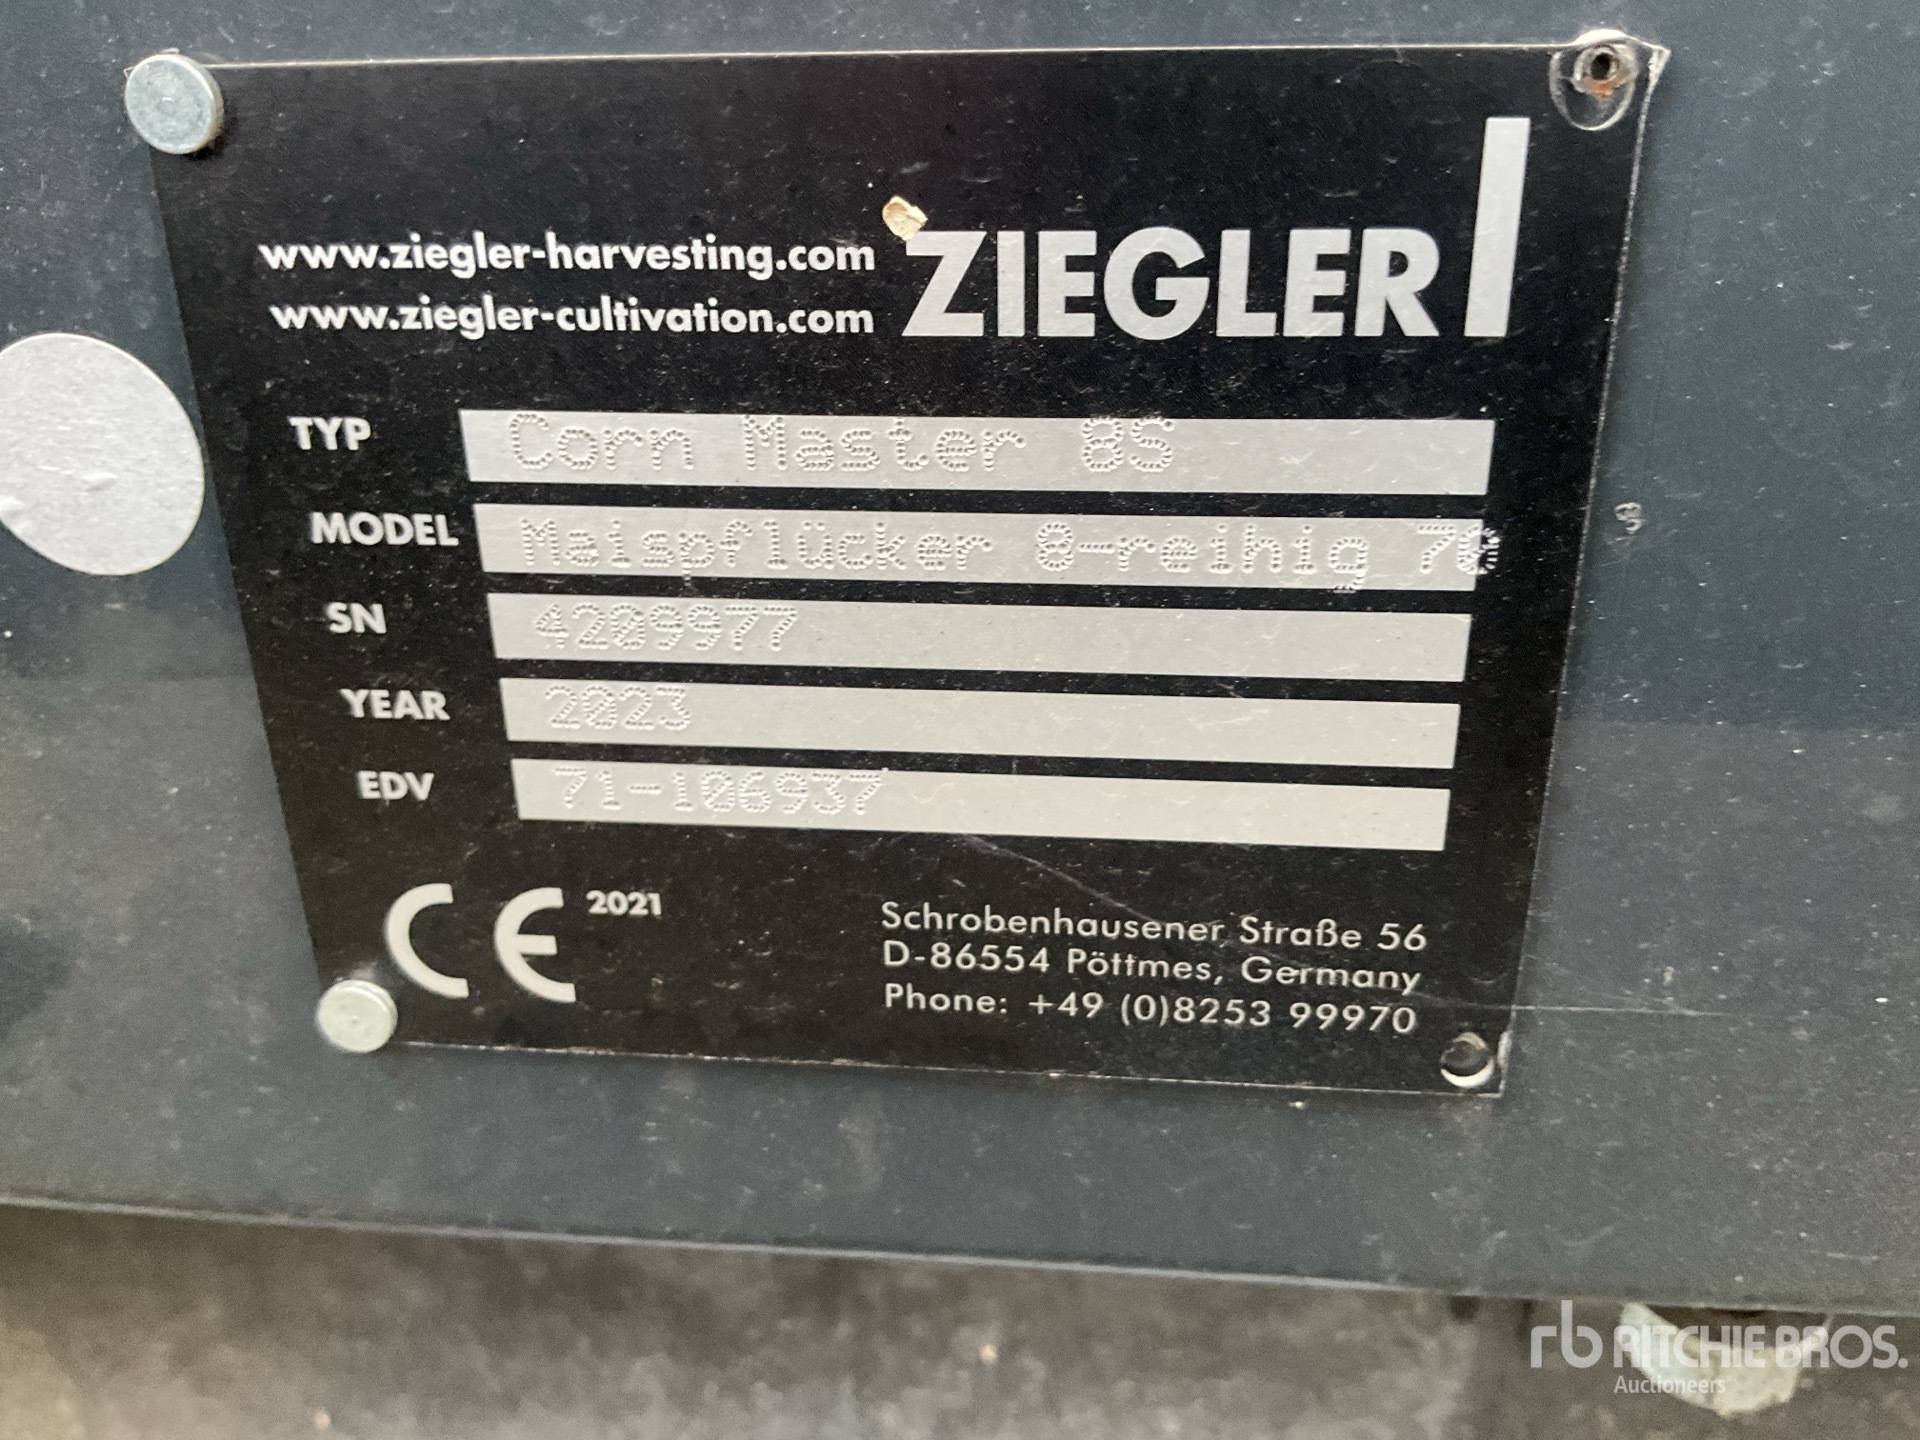 www.ziegler-harvesting.com
www.ziegler-cultivation.com
ZIEGLER
TYP Corn Master 8S
MODEL Maispflücker 8-reihig 70
SN 4209977
YEAR 2023
EDV 71-106937
CE 2021
Schrobenhausener Straße 56
D-86554 Pöttmes, Germany
Phone: +49 (0)8253 99970
rb RITCHIE BROS.
Auctioneers